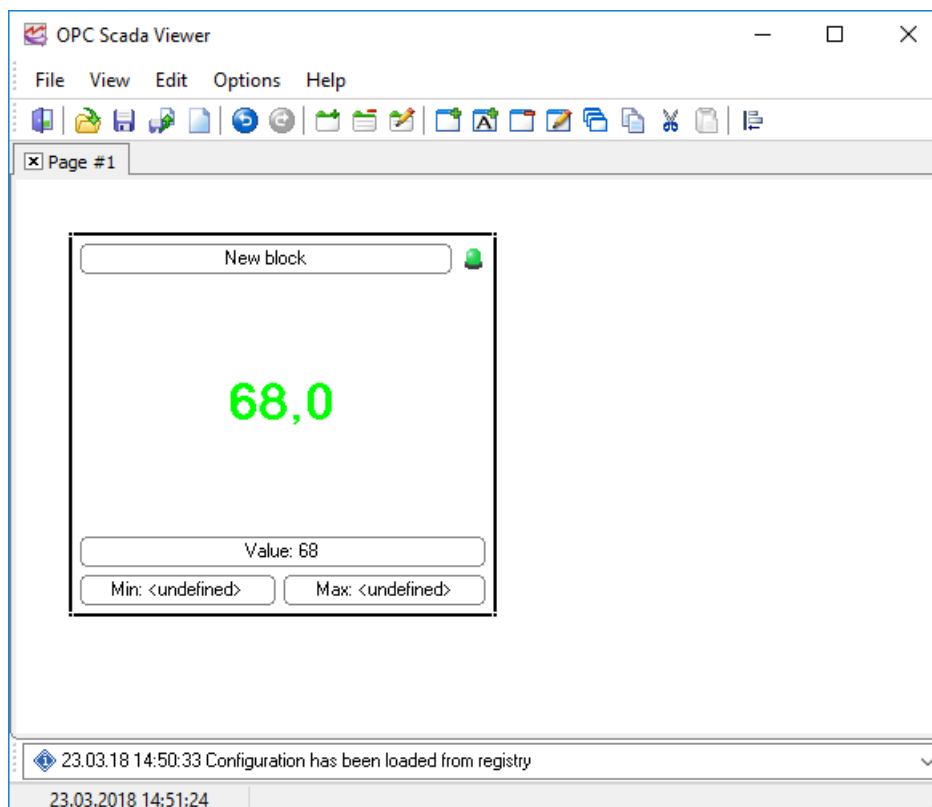 OPC Scada Viewer
File View Edit Options Help
Page #1
New block
68,0
Value: 68
Min: <undefined> Max: <undefined>
23.03.18 14:50:33 Configuration has been loaded from registry
23.03.2018 14:51:24